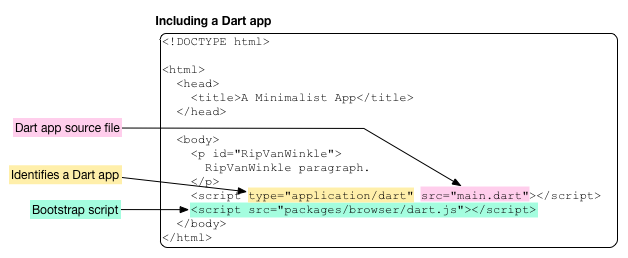 Including a Dart app
<!DOCTYPE html>
<html>
<head>
<title>A Minimalist App</title>
</head>
Dart app source file
<body>
<p id="RipVanWinkle">
RipVanWinkle paragraph.
Identifies a Dart app
</p>
<script type="application/dart" src="main.dart"></script>
Bootstrap script
<script src="packages/browser/dart.js"></script>
</body>
</html>